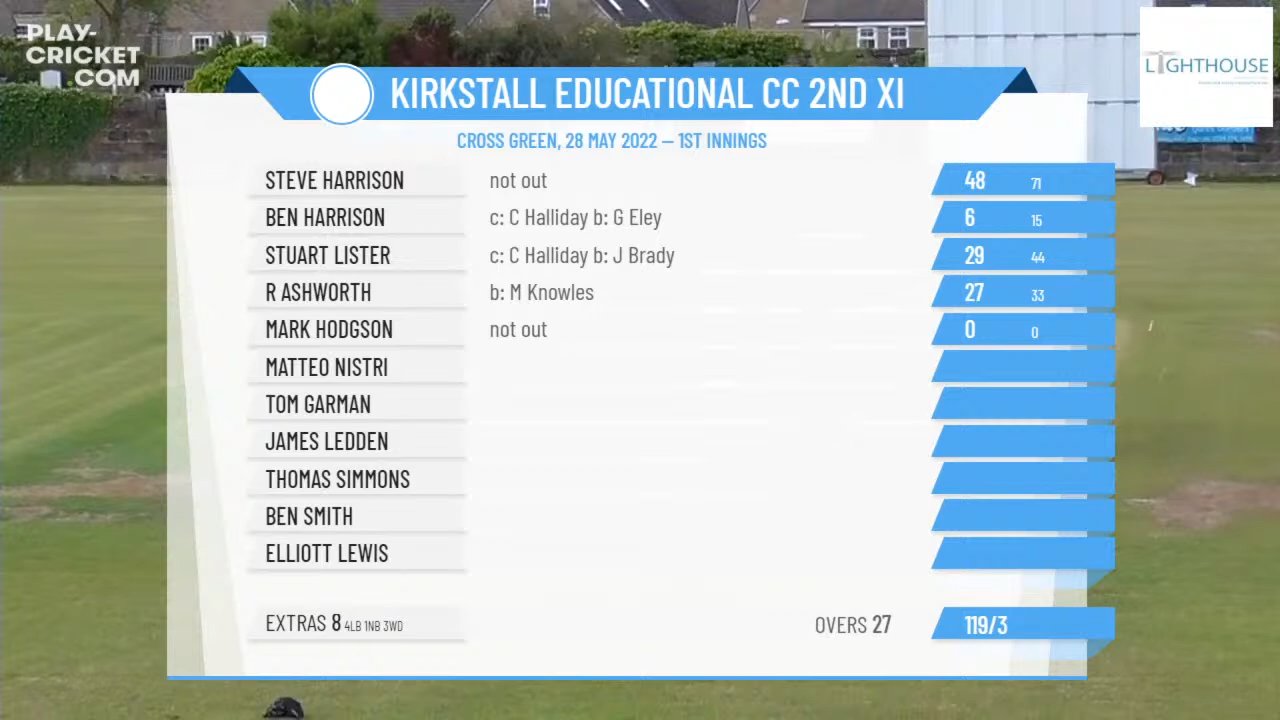 PLAY-
CRICKET
.COM
LIGHTHOUSE
KIRKSTALL EDUCATIONAL CC 2ND XI
CROSS GREEN, 28 MAY 2022 – 1ST INNINGS
STEVE HARRISON not out 48 71
BEN HARRISON c: C Halliday b: G Eley 6 15
STUART LISTER c: C Halliday b: J Brady 29 44
R ASHWORTH b: M Knowles 27 33
MARK HODGSON not out 0 0
MATTEO NISTRI
TOM GARMAN
JAMES LEDDEN
THOMAS SIMMONS
BEN SMITH
ELLIOTT LEWIS
EXTRAS 8 4LB 1NB 3WD OVERS 27 119/3